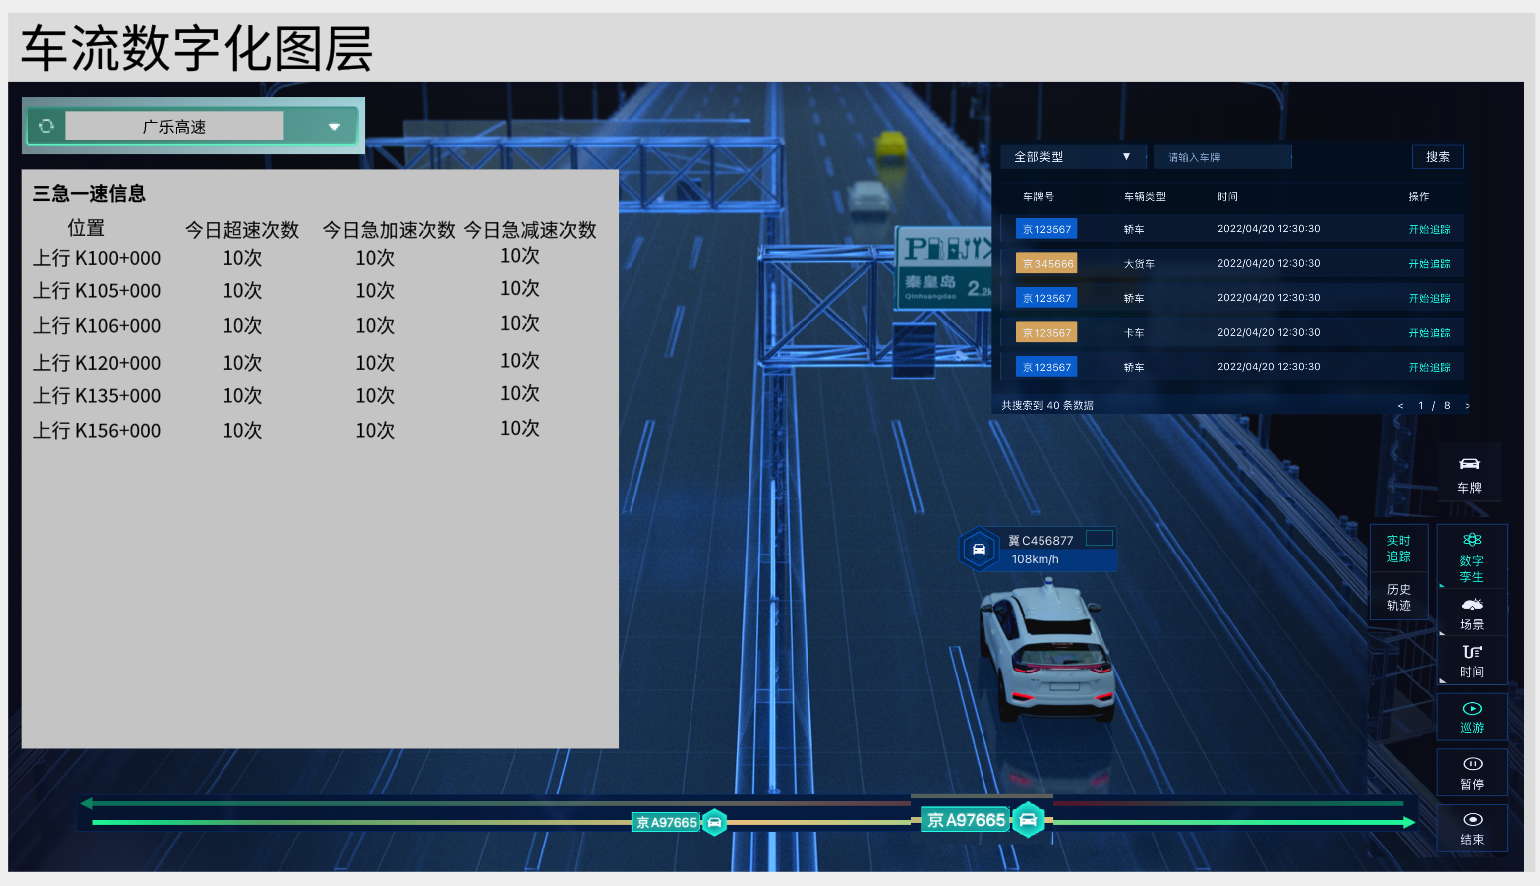 车流数字化图层
广乐高速
三急一速信息
位置 今日超速次数 今日急加速次数 今日急减速次数
上行 K100+000 10次 10次 10次
上行 K105+000 10次 10次 10次
上行 K106+000 10次 10次 10次
上行 K120+000 10次 10次 10次
上行 K135+000 10次 10次 10次
上行 K156+000 10次 10次 10次
秦皇岛
Qinhuangdao
全部类型 请输入车牌 搜索
车牌号 车辆类型 时间 操作
京123567 轿车 2022/04/20 12:30:30 开始追踪
京345666 大货车 2022/04/20 12:30:30 开始追踪
京123567 轿车 2022/04/20 12:30:30 开始追踪
京123567 卡车 2022/04/20 12:30:30 开始追踪
京123567 轿车 2022/04/20 12:30:30 开始追踪
共搜索到 40 条数据 < 1 / 8 >
车牌
实时
追踪
历史
轨迹
数字
孪生
场景
时间
巡游
暂停
结束
冀C456877
108km/h
京A97665
京A97665